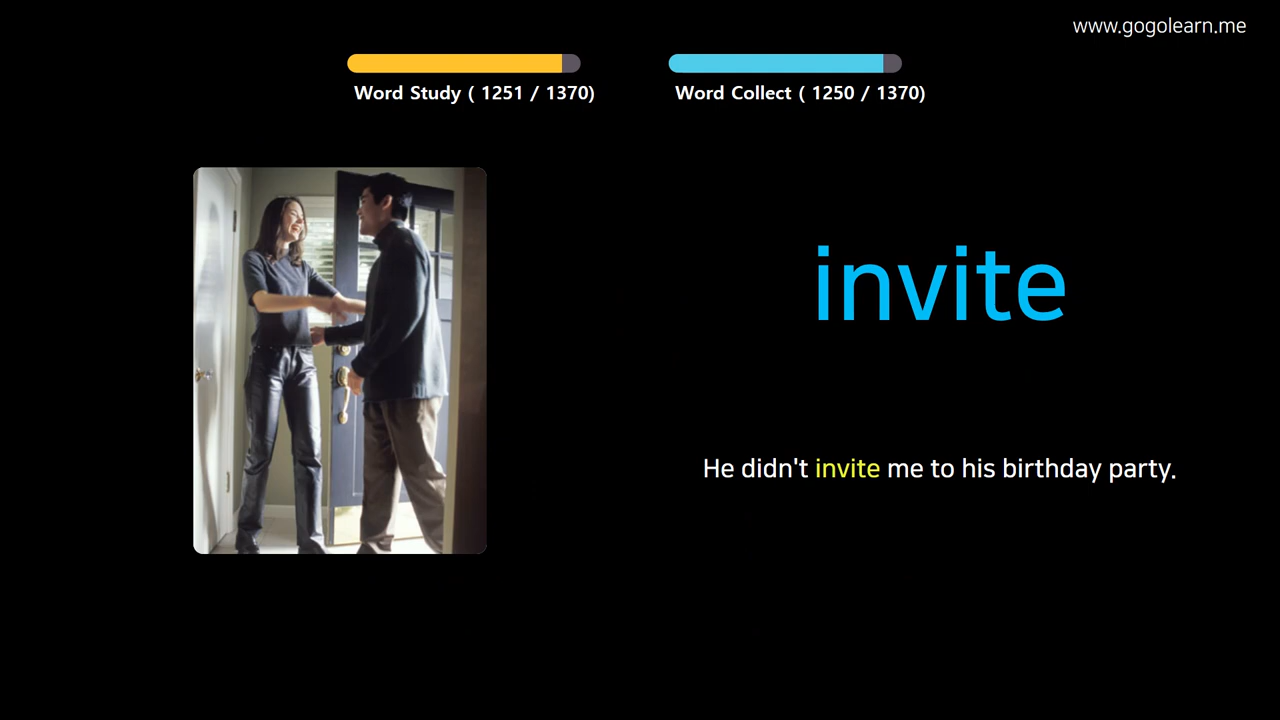 www.gogolearn.me
Word Study ( 1251 / 1370)
Word Collect ( 1250 / 1370)
invite
He didn't invite me to his birthday party.